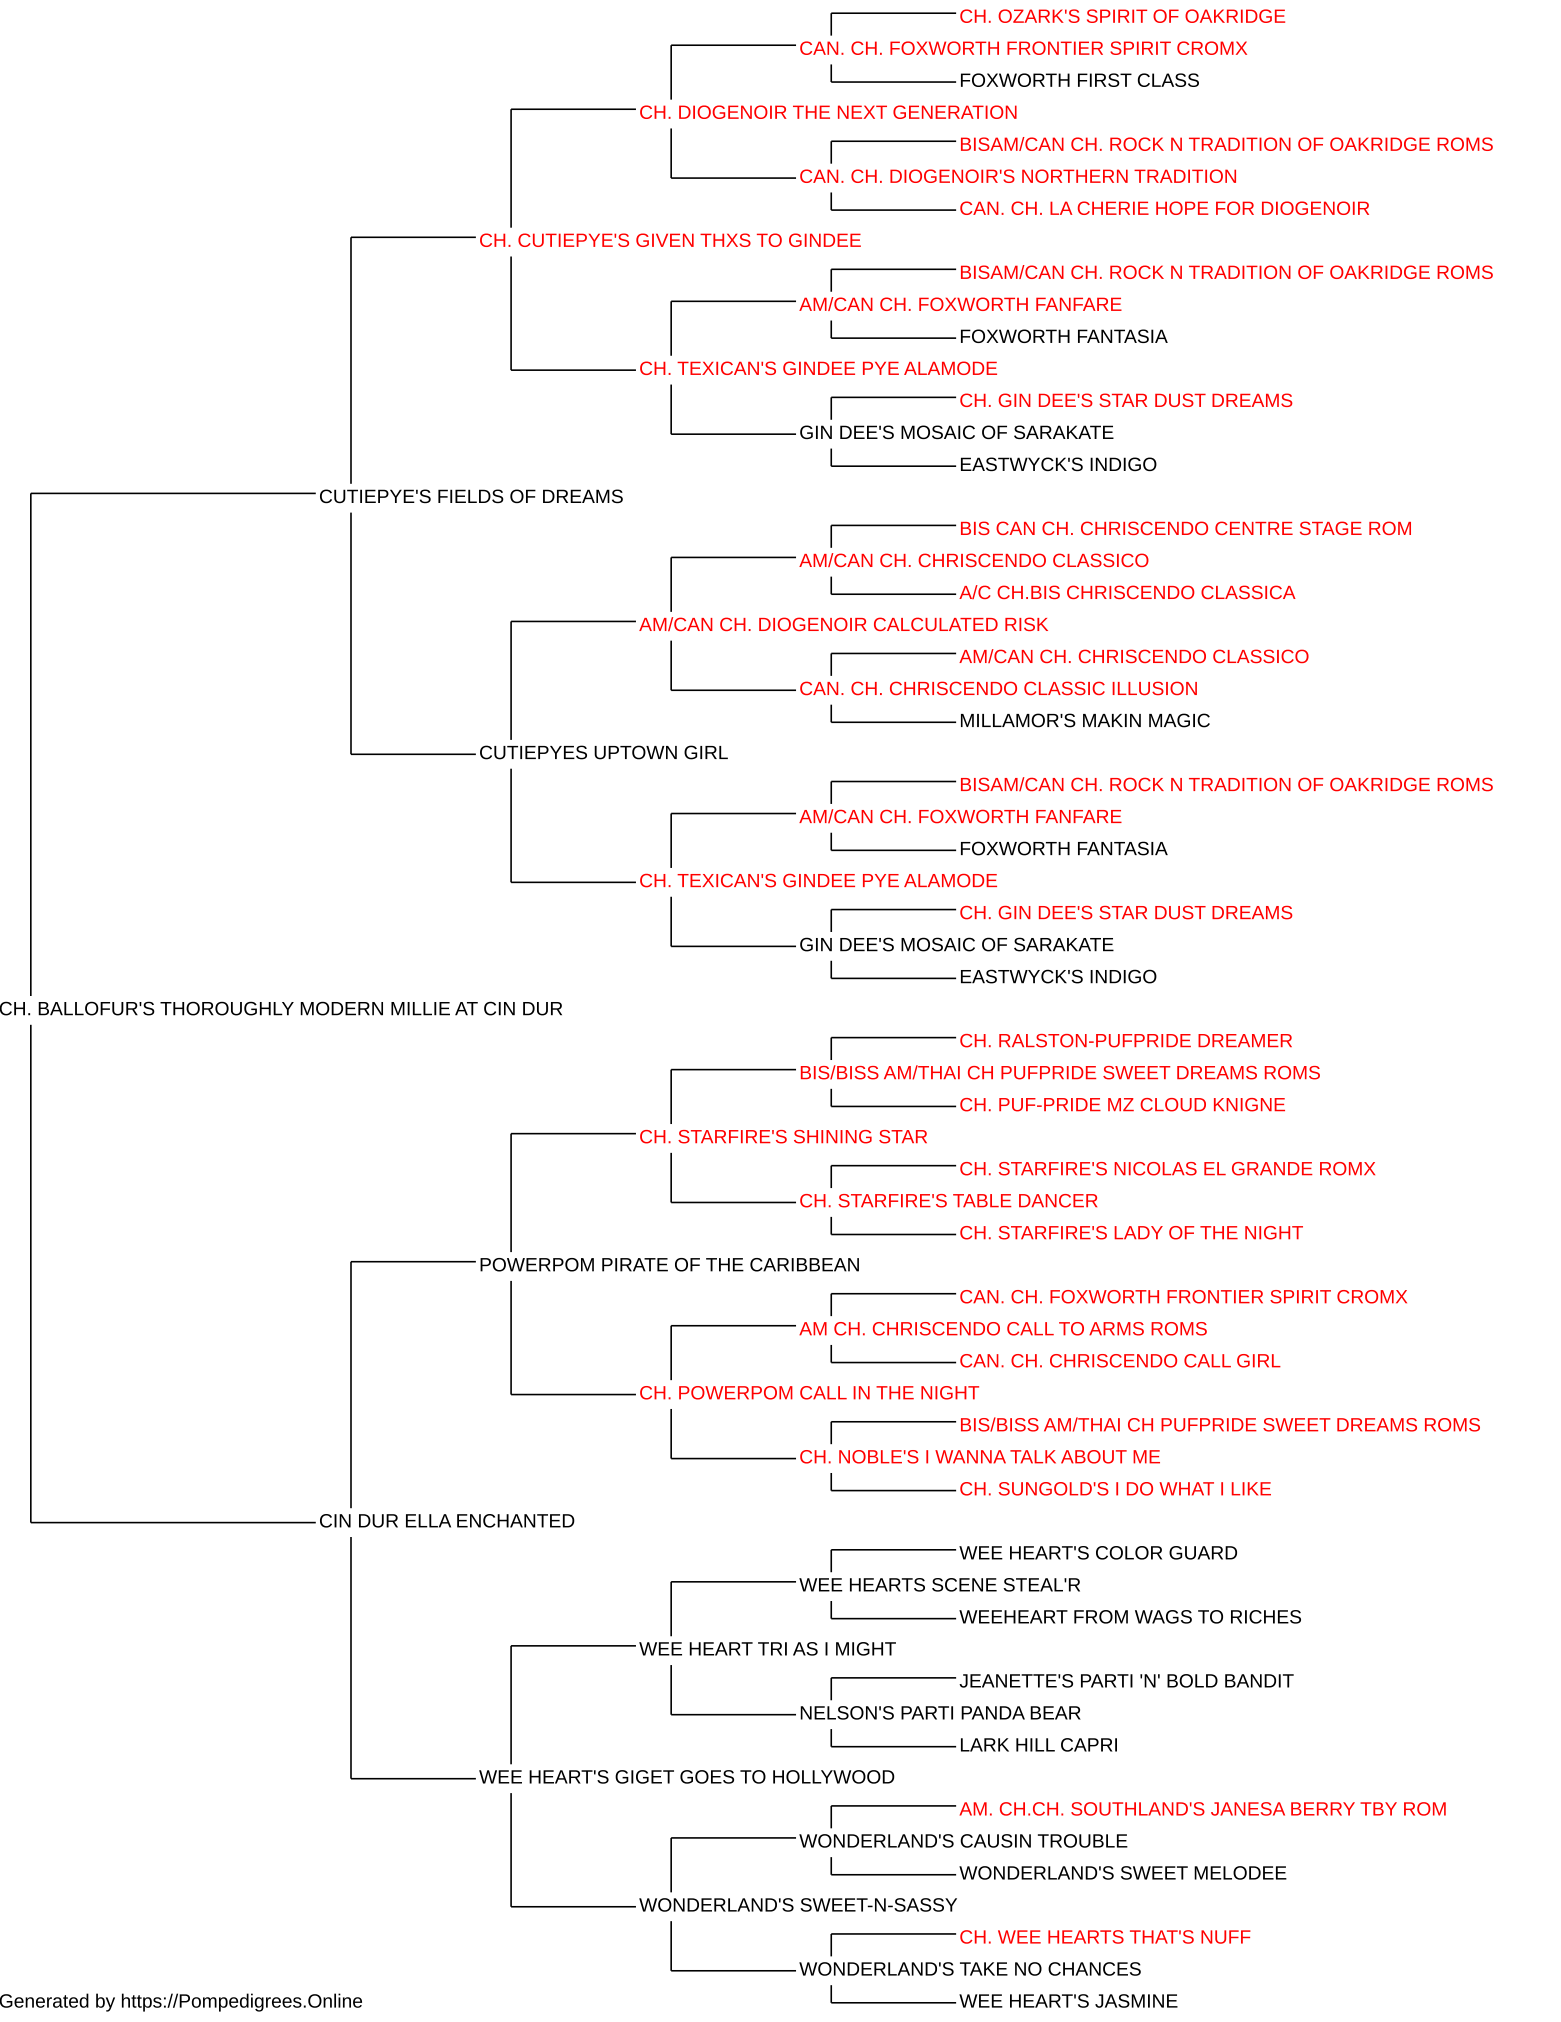 CH. OZARK'S SPIRIT OF OAKRIDGE
CAN. CH. FOXWORTH FRONTIER SPIRIT CROMX
FOXWORTH FIRST CLASS
CH. DIOGENOIR THE NEXT GENERATION
BISAM/CAN CH. ROCK N TRADITION OF OAKRIDGE ROMS
CAN. CH. DIOGENOIR'S NORTHERN TRADITION
CAN. CH. LA CHERIE HOPE FOR DIOGENOIR
CH. CUTIEPYE'S GIVEN THXS TO GINDEE
BISAM/CAN CH. ROCK N TRADITION OF OAKRIDGE ROMS
AM/CAN CH. FOXWORTH FANFARE
FOXWORTH FANTASIA
CH. TEXICAN'S GINDEE PYE ALAMODE
CH. GIN DEE'S STAR DUST DREAMS
GIN DEE'S MOSAIC OF SARAKATE
EASTWYCK'S INDIGO
CUTIEPYE'S FIELDS OF DREAMS
BIS CAN CH. CHRISCENDO CENTRE STAGE ROM
AM/CAN CH. CHRISCENDO CLASSICO
A/C CH.BIS CHRISCENDO CLASSICA
AM/CAN CH. DIOGENOIR CALCULATED RISK
AM/CAN CH. CHRISCENDO CLASSICO
CAN. CH. CHRISCENDO CLASSIC ILLUSION
MILLAMOR'S MAKIN MAGIC
CUTIEPYES UPTOWN GIRL
BISAM/CAN CH. ROCK N TRADITION OF OAKRIDGE ROMS
AM/CAN CH. FOXWORTH FANFARE
FOXWORTH FANTASIA
CH. TEXICAN'S GINDEE PYE ALAMODE
CH. GIN DEE'S STAR DUST DREAMS
GIN DEE'S MOSAIC OF SARAKATE
EASTWYCK'S INDIGO
CH. BALLOFUR'S THOROUGHLY MODERN MILLIE AT CIN DUR
CH. RALSTON-PUFPRIDE DREAMER
BIS/BISS AM/THAI CH PUFPRIDE SWEET DREAMS ROMS
CH. PUF-PRIDE MZ CLOUD KNIGNE
CH. STARFIRE'S SHINING STAR
CH. STARFIRE'S NICOLAS EL GRANDE ROMX
CH. STARFIRE'S TABLE DANCER
CH. STARFIRE'S LADY OF THE NIGHT
POWERPOM PIRATE OF THE CARIBBEAN
CAN. CH. FOXWORTH FRONTIER SPIRIT CROMX
AM CH. CHRISCENDO CALL TO ARMS ROMS
CAN. CH. CHRISCENDO CALL GIRL
CH. POWERPOM CALL IN THE NIGHT
BIS/BISS AM/THAI CH PUFPRIDE SWEET DREAMS ROMS
CH. NOBLE'S I WANNA TALK ABOUT ME
CH. SUNGOLD'S I DO WHAT I LIKE
CIN DUR ELLA ENCHANTED
WEE HEART'S COLOR GUARD
WEE HEARTS SCENE STEAL'R
WEEHEART FROM WAGS TO RICHES
WEE HEART TRI AS I MIGHT
JEANETTE'S PARTI 'N' BOLD BANDIT
NELSON'S PARTI PANDA BEAR
LARK HILL CAPRI
WEE HEART'S GIGET GOES TO HOLLYWOOD
AM. CH.CH. SOUTHLAND'S JANESA BERRY TBY ROM
WONDERLAND'S CAUSIN TROUBLE
WONDERLAND'S SWEET MELODEE
WONDERLAND'S SWEET-N-SASSY
CH. WEE HEARTS THAT'S NUFF
WONDERLAND'S TAKE NO CHANCES
WEE HEART'S JASMINE
Generated by https://Pompedigrees.Online